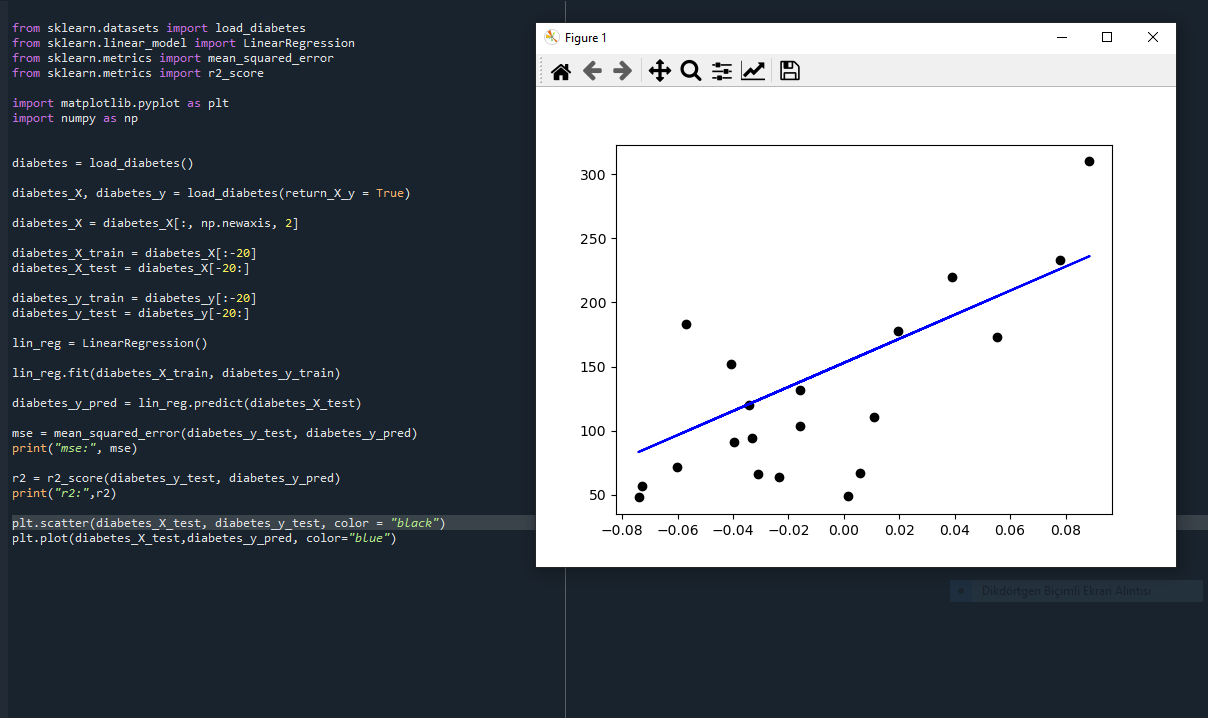 from sklearn.datasets import load_diabetes
from sklearn.linear_model import LinearRegression
from sklearn.metrics import mean_squared_error
from sklearn.metrics import r2_score
import matplotlib.pyplot as plt
import numpy as np
diabetes = load_diabetes()
diabetes_X, diabetes_y = load_diabetes(return_X_y = True)
diabetes_X = diabetes_X[:, np.newaxis, 2]
diabetes_X_train = diabetes_X[:-20]
diabetes_X_test = diabetes_X[-20:]
diabetes_y_train = diabetes_y[:-20]
diabetes_y_test = diabetes_y[-20:]
lin_reg = LinearRegression()
lin_reg.fit(diabetes_X_train, diabetes_y_train)
diabetes_y_pred = lin_reg.predict(diabetes_X_test)
mse = mean_squared_error(diabetes_y_test, diabetes_y_pred)
print("mse:", mse)
r2 = r2_score(diabetes_y_test, diabetes_y_pred)
print("r2:",r2)
plt.scatter(diabetes_X_test, diabetes_y_test, color = "black")
plt.plot(diabetes_X_test,diabetes_y_pred, color="blue")
Figure 1
300
250
200
150
100
50
−0.08 −0.06 −0.04 −0.02 0.00 0.02 0.04 0.06 0.08
Dikdörtgen Biçimli Ekran Alıntısı